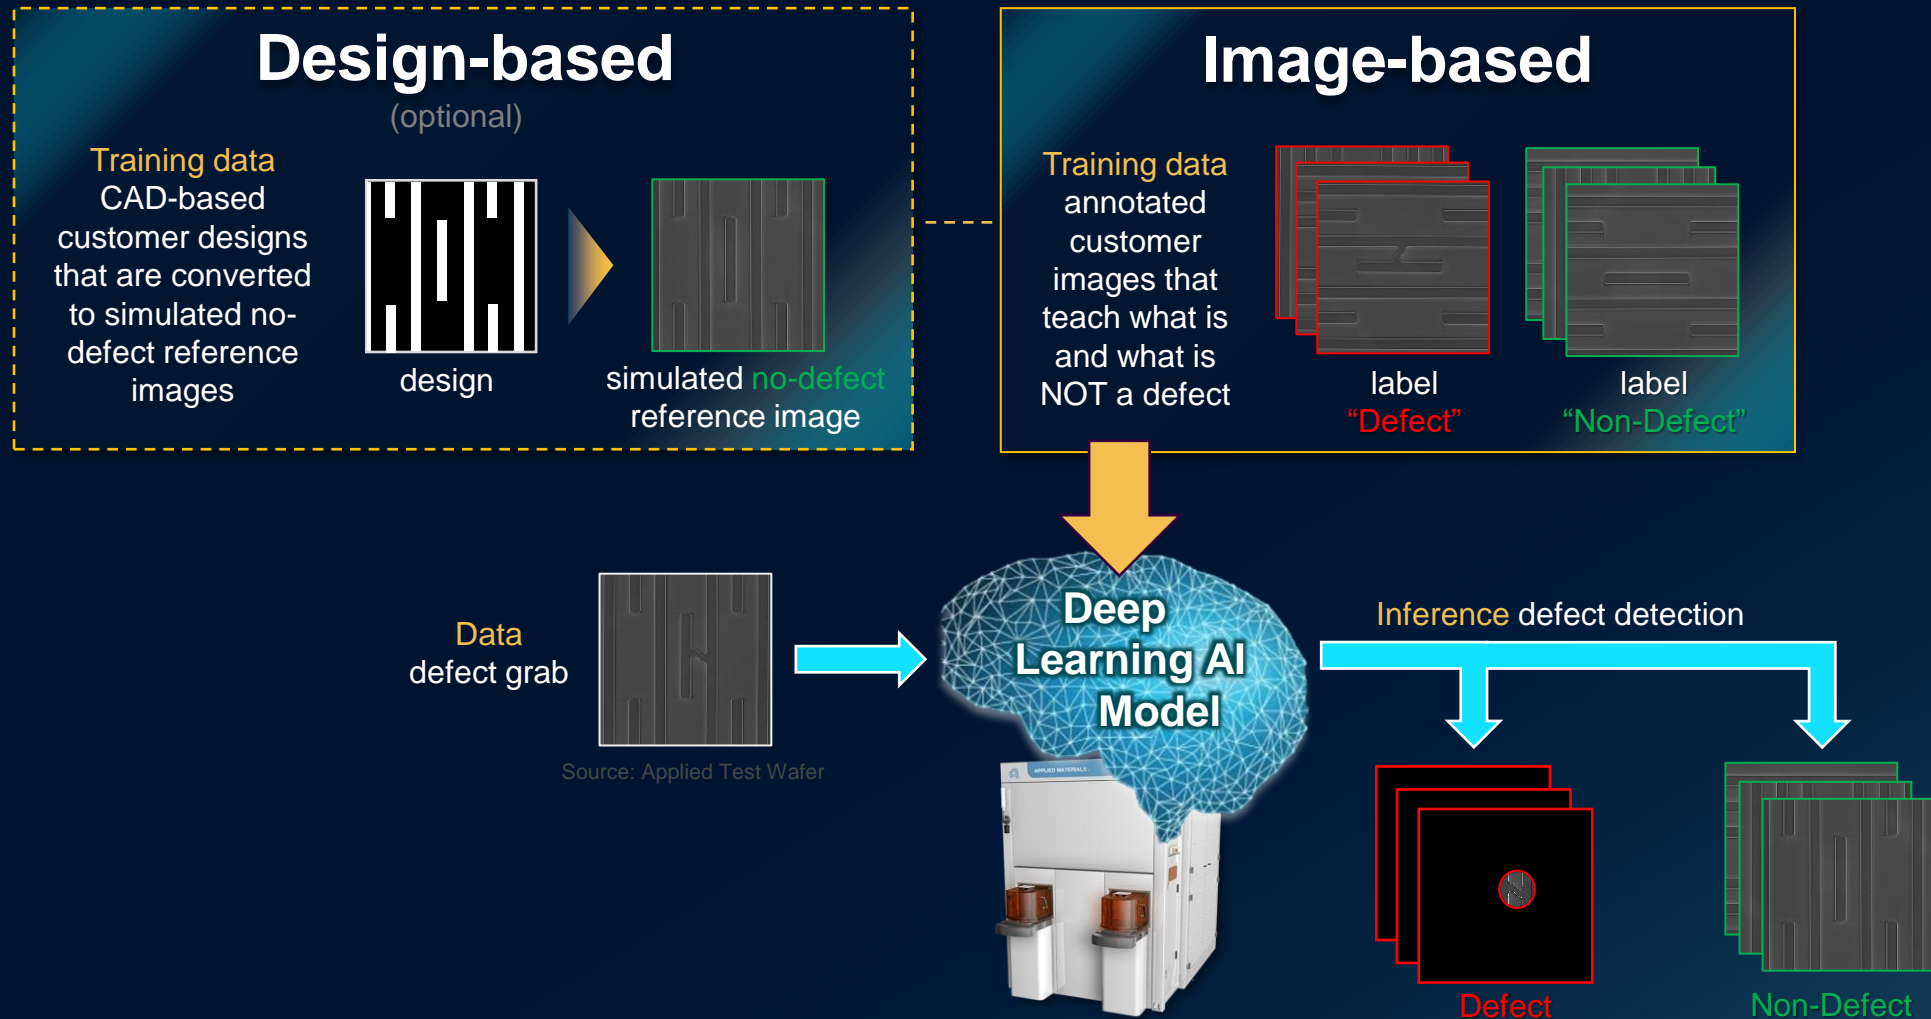 Design-based
(optional)
Training data
CAD-based
customer designs
that are converted
to simulated no-
defect reference
images
design
simulated no-defect
reference image
Image-based
Training data
annotated
customer
images that
teach what is
and what is
NOT a defect
label
“Defect”
label
“Non-Defect”
Data
defect grab
Source: Applied Test Wafer
Deep
Learning AI
Model
APPLIED MATERIALS
Inference defect detection
Defect
Non-Defect